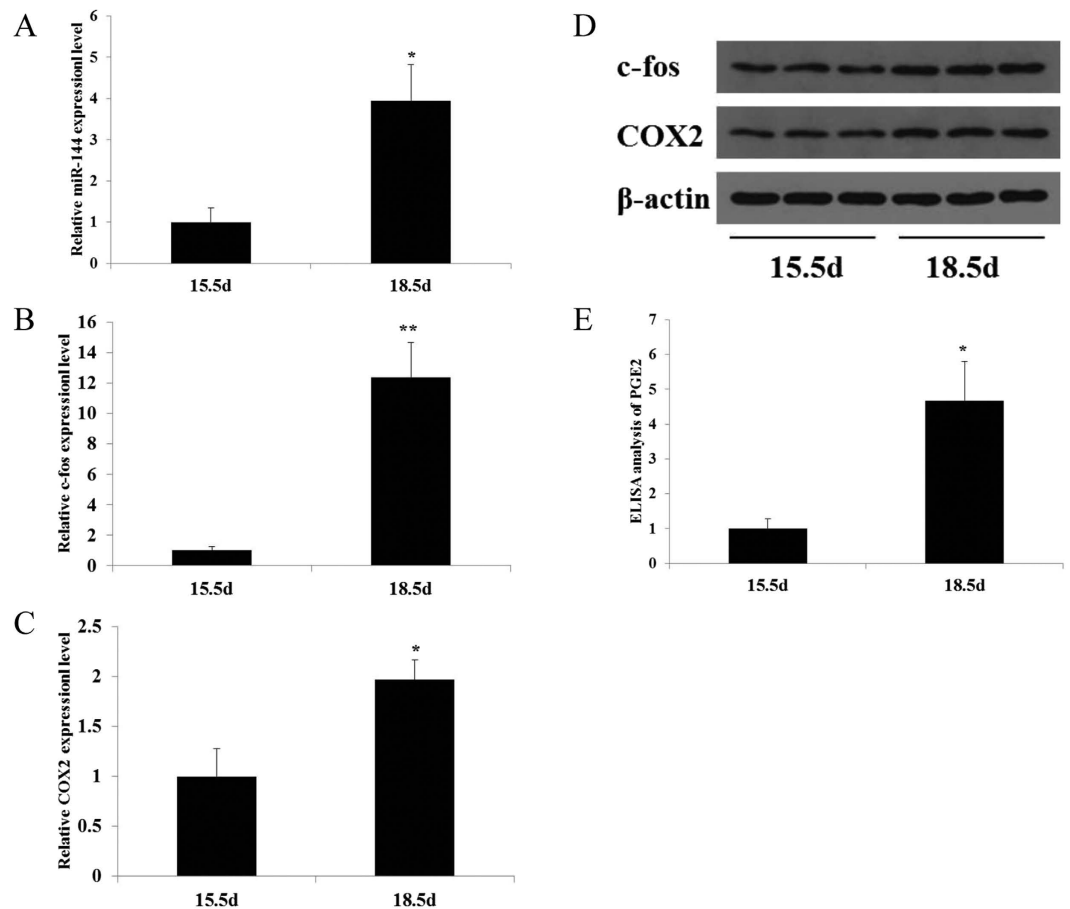 A
Relative miR-144 expressionl level
6
5
4
3
2
1
0
*
15.5d 18.5d
B
Relative c-fos expressionl level
16
14
12
10
8
6
4
2
0
**
15.5d 18.5d
C
Relative COX2 expressionl level
2.5
2
1.5
1
0.5
0
*
15.5d 18.5d
D
c-fos
COX2
β-actin
15.5d 18.5d
E
ELISA analysis of PGE2
7
6
5
4
3
2
1
0
*
15.5d 18.5d